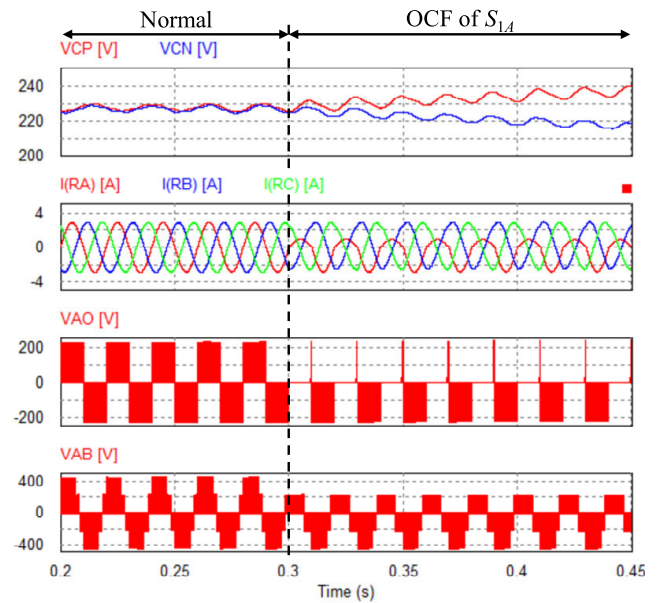 Normal
OCF of S1A
VCP [V] VCN [V]
240
220
200
I(RA) [A] I(RB) [A] I(RC) [A]
4
0
-4
VAO [V]
200
0
-200
VAB [V]
400
0
-400
0.2 0.25 0.3 0.35 0.4 0.45
Time (s)